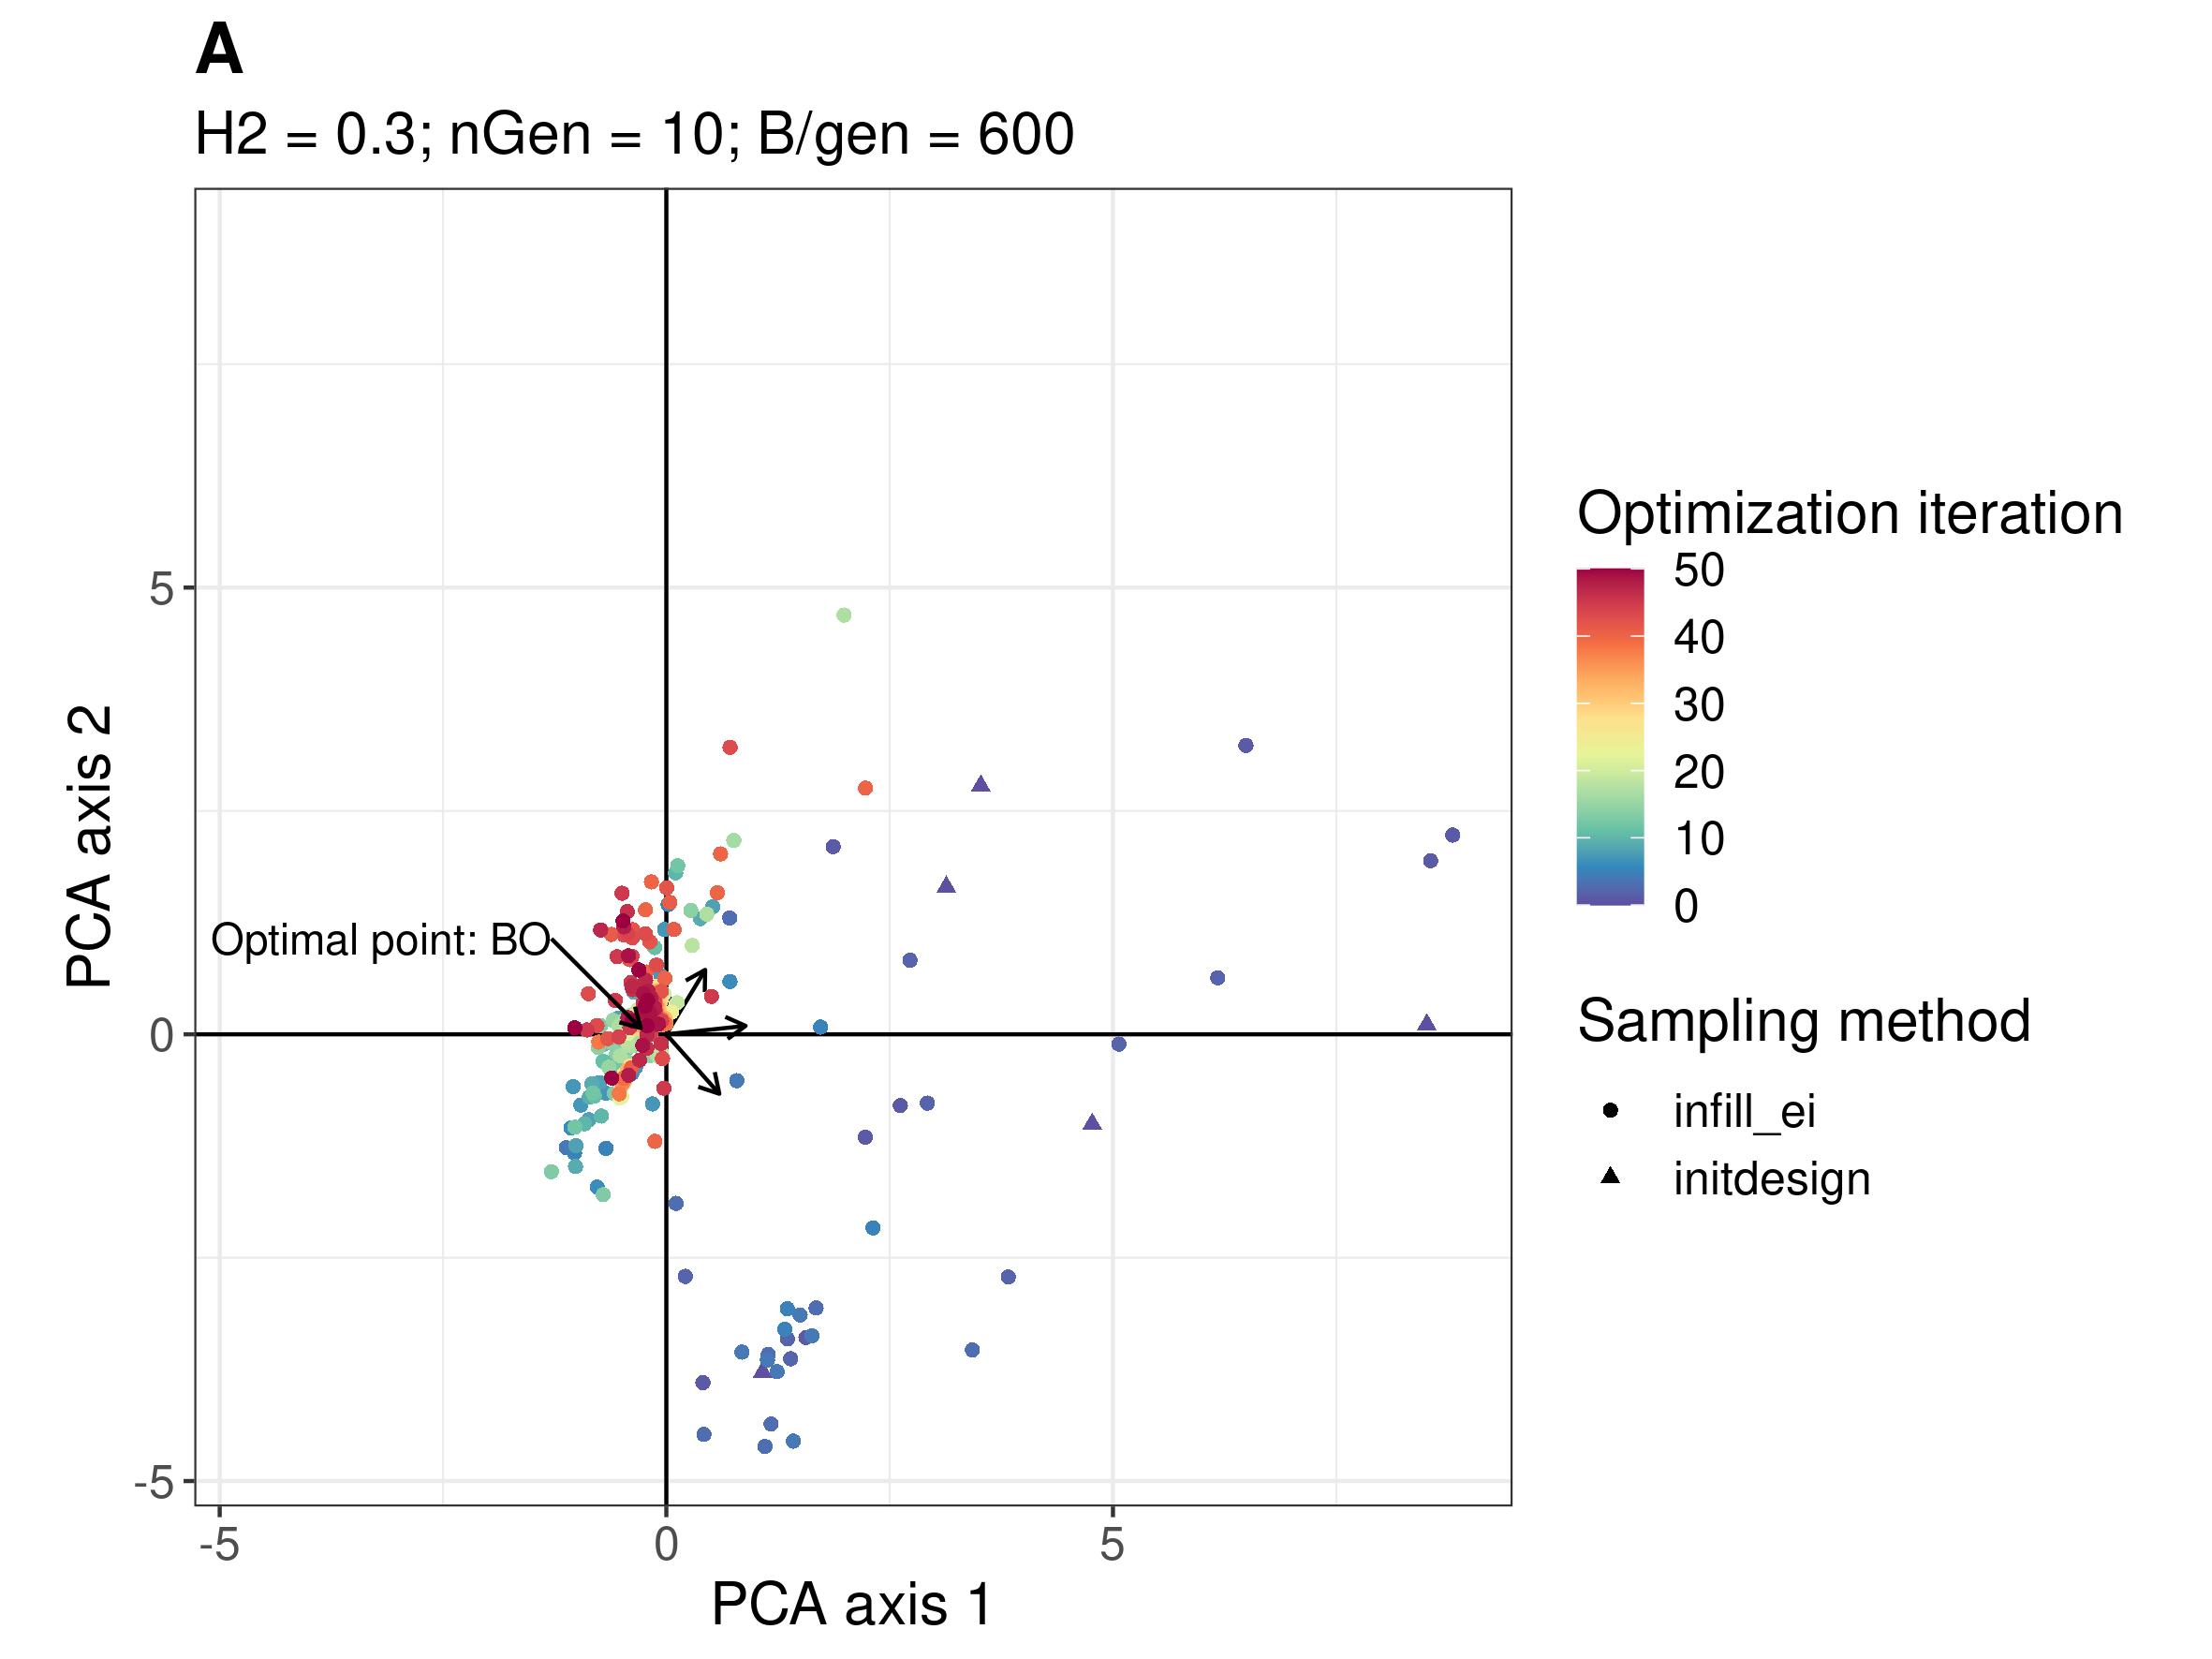 A
H2 = 0.3; nGen = 10; B/gen = 600
PCA axis 2
5
0
-5
Optimal point: BO
-5
0
5
PCA axis 1
Optimization iteration
50
40
30
20
10
0
Sampling method
infill_ei
initdesign